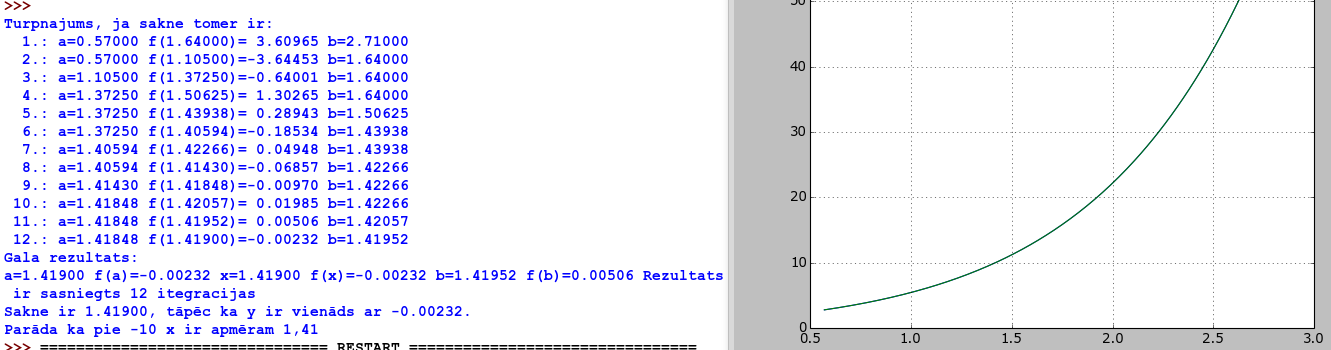 >>>
Turpnajums, ja sakne tomer ir:
1.: a=0.57000 f(1.64000)= 3.60965 b=2.71000
2.: a=0.57000 f(1.10500)=-3.64453 b=1.64000
3.: a=1.10500 f(1.37250)=-0.64001 b=1.64000
4.: a=1.37250 f(1.50625)= 1.30265 b=1.64000
5.: a=1.37250 f(1.43938)= 0.28943 b=1.50625
6.: a=1.37250 f(1.40594)=-0.18534 b=1.43938
7.: a=1.40594 f(1.42266)= 0.04948 b=1.43938
8.: a=1.40594 f(1.41430)=-0.06857 b=1.42266
9.: a=1.41430 f(1.41848)=-0.00970 b=1.42266
10.: a=1.41848 f(1.42057)= 0.01985 b=1.42266
11.: a=1.41848 f(1.41952)= 0.00506 b=1.42057
12.: a=1.41848 f(1.41900)=-0.00232 b=1.41952
Gala rezultats:
a=1.41900 f(a)=-0.00232 x=1.41900 f(x)=-0.00232 b=1.41952 f(b)=0.00506 Rezultats
ir sasniegts 12 itegracijas
Sakne ir 1.41900, tāpēc ka y ir vienāds ar -0.00232.
Parāda ka pie -10 x ir apmēram 1,41
>>> ================================ RESTART ================================
50
40
30
20
10
0
0.5 1.0 1.5 2.0 2.5 3.0